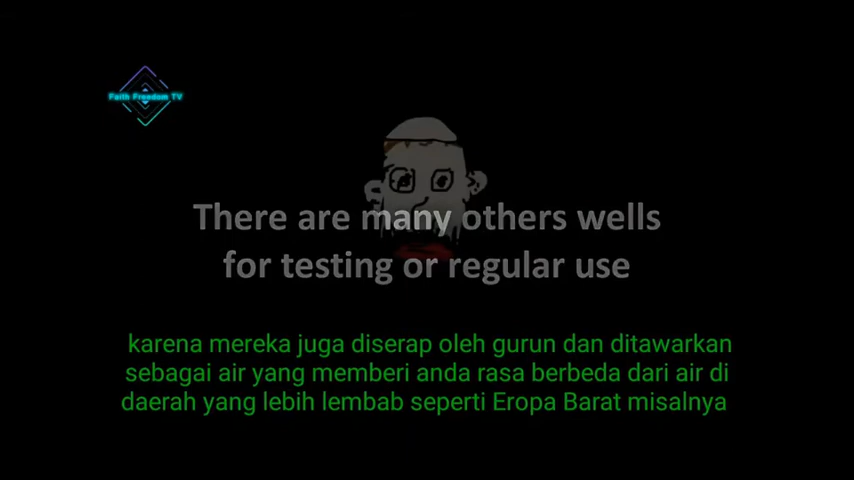 Faith Freedom TV
There are many others wells
for testing or regular use
karena mereka juga diserap oleh gurun dan ditawarkan
sebagai air yang memberi anda rasa berbeda dari air di
daerah yang lebih lembab seperti Eropa Barat misalnya